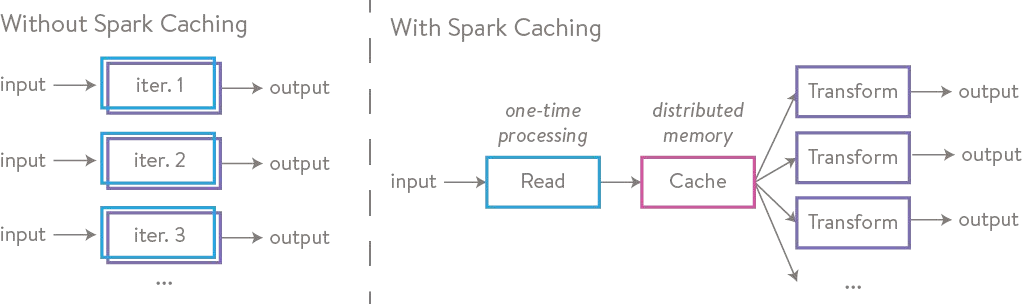 Without Spark Caching
input
iter. 1
output
input
iter. 2
output
input
iter. 3
output
...
With Spark Caching
one-time
processing
distributed
memory
input
Read
Cache
Transform
output
Transform
output
Transform
output
...